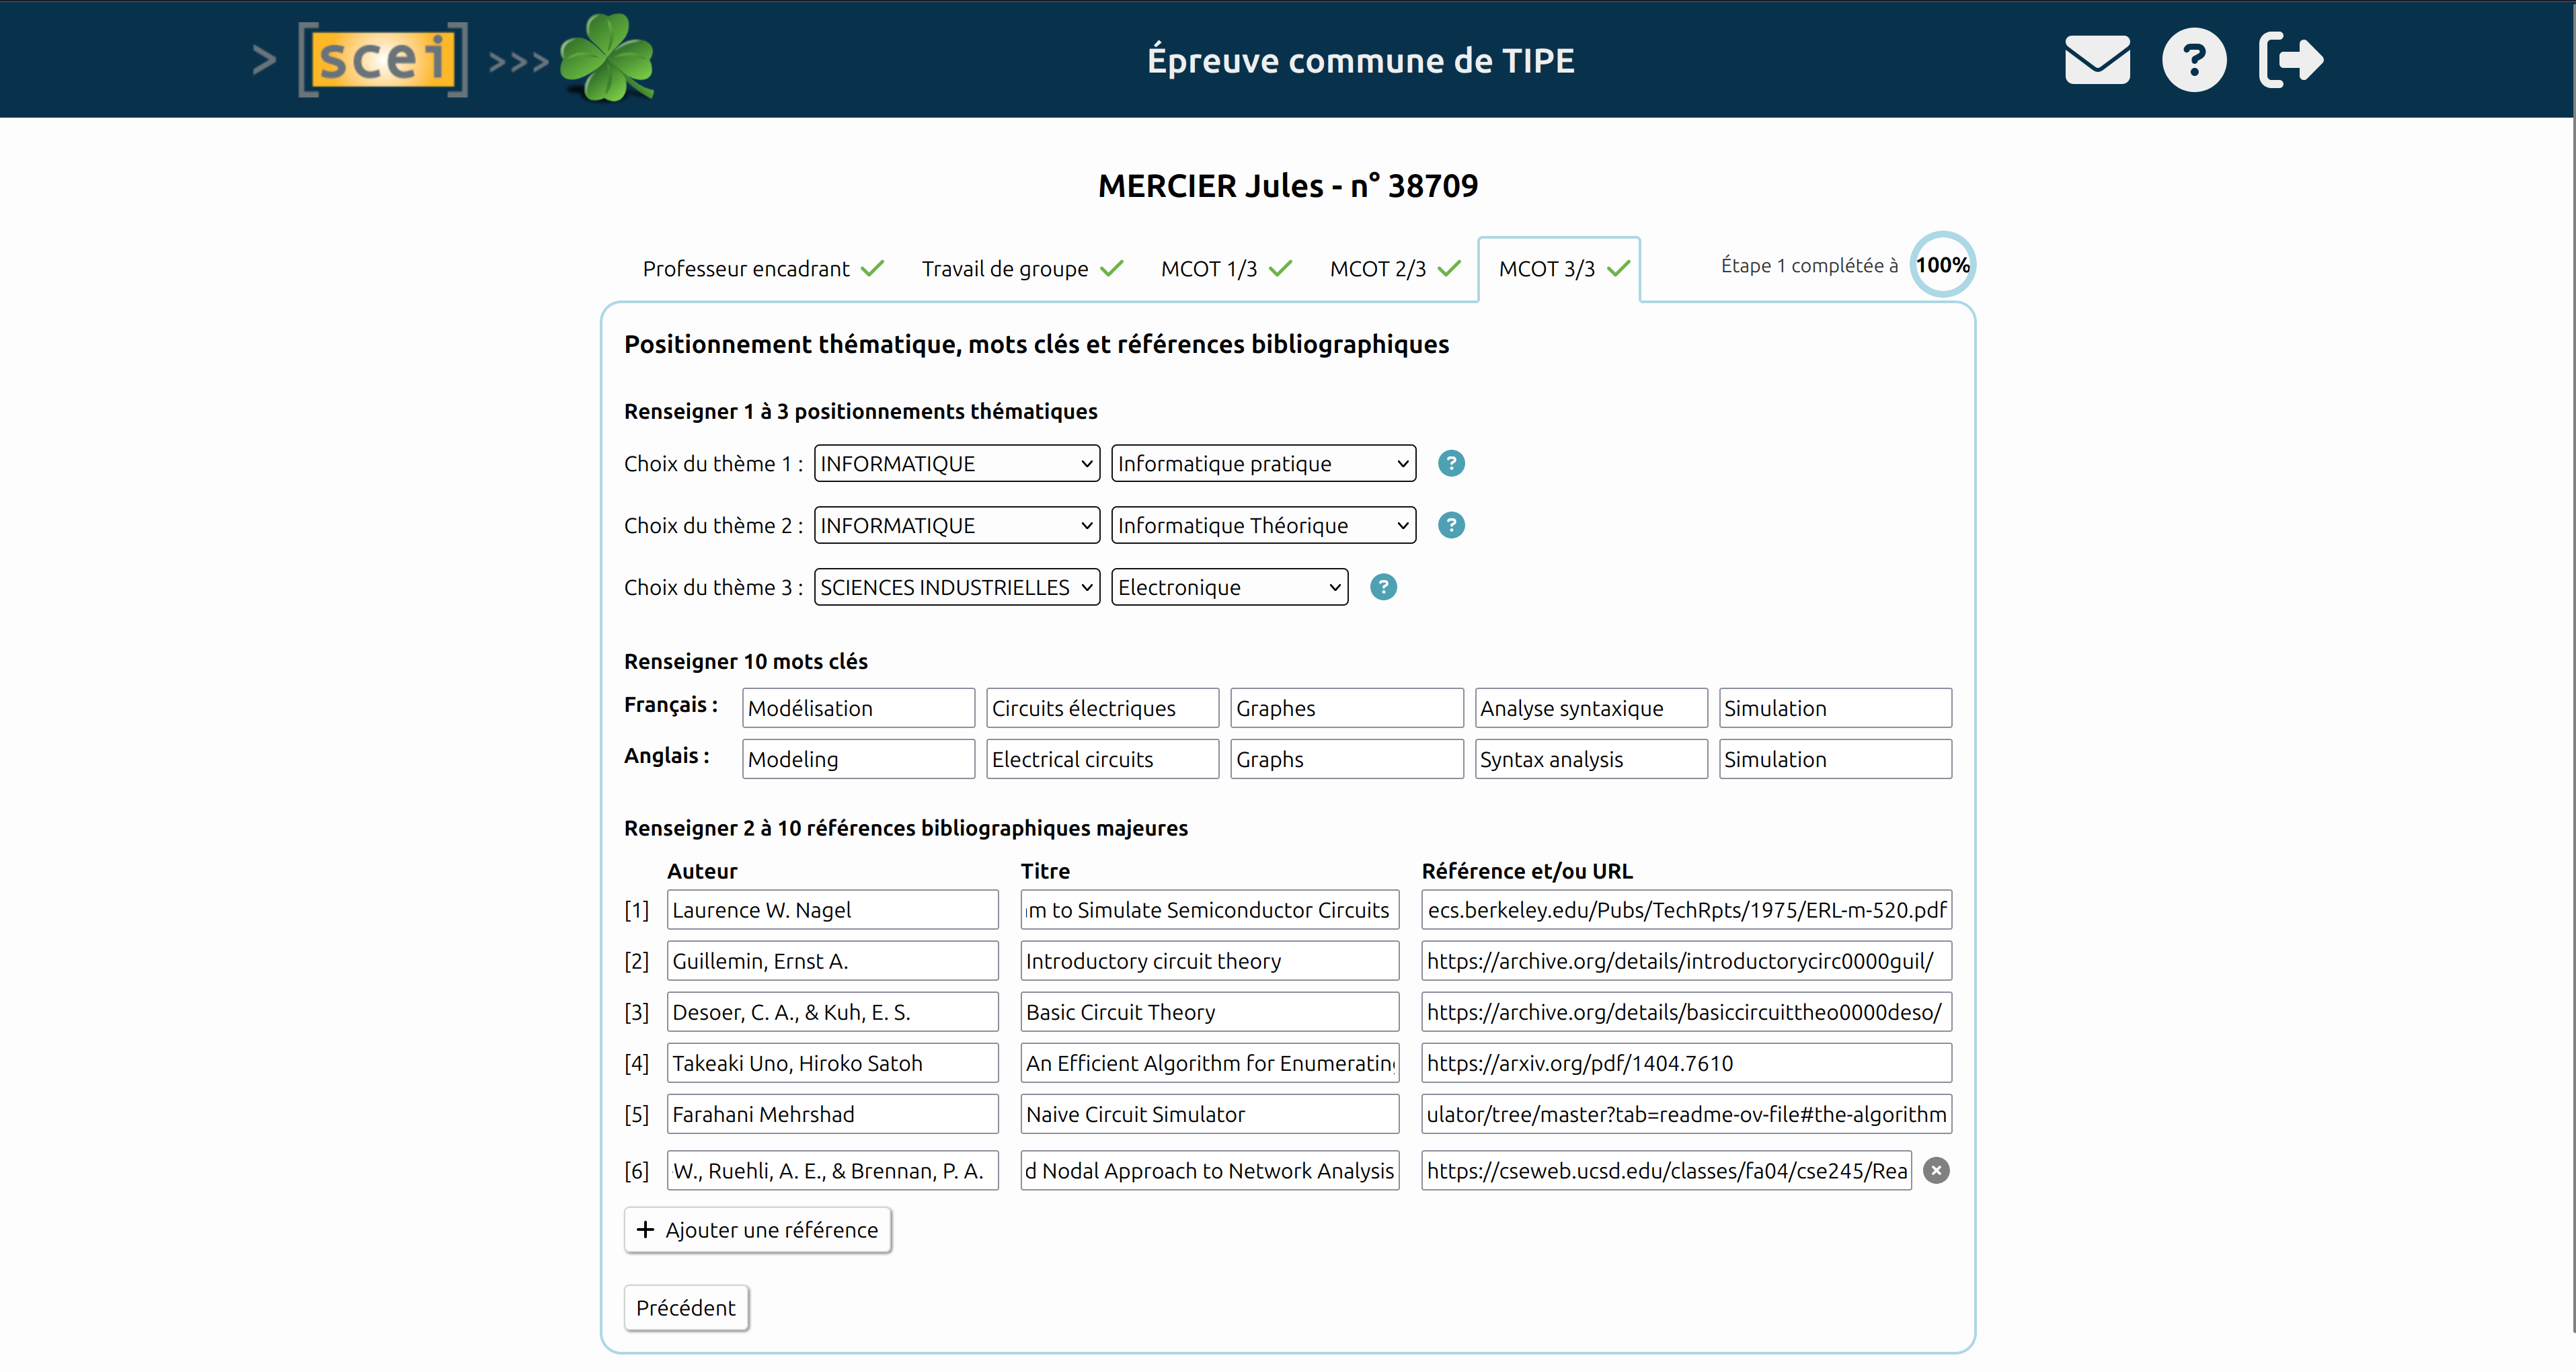 > [scei] >>> Épreuve commune de TIPE
MERCIER Jules - n° 38709
Professeur encadrant Travail de groupe MCOT 1/3 MCOT 2/3 MCOT 3/3 Étape 1 complétée à 100%
Positionnement thématique, mots clés et références bibliographiques
Renseigner 1 à 3 positionnements thématiques
Choix du thème 1 : INFORMATIQUE Informatique pratique ?
Choix du thème 2 : INFORMATIQUE Informatique Théorique ?
Choix du thème 3 : SCIENCES INDUSTRIELLES Electronique ?
Renseigner 10 mots clés
Français : Modélisation Circuits électriques Graphes Analyse syntaxique Simulation
Anglais : Modeling Electrical circuits Graphs Syntax analysis Simulation
Renseigner 2 à 10 références bibliographiques majeures
Auteur Titre Référence et/ou URL
[1] Laurence W. Nagel m to Simulate Semiconductor Circuits ecs.berkeley.edu/Pubs/TechRpts/1975/ERL-m-520.pdf
[2] Guillemin, Ernst A. Introductory circuit theory https://archive.org/details/introductorycirc0000guil/
[3] Desoer, C. A., & Kuh, E. S. Basic Circuit Theory https://archive.org/details/basiccircuittheo0000deso/
[4] Takeaki Uno, Hiroko Satoh An Efficient Algorithm for Enumerating https://arxiv.org/pdf/1404.7610
[5] Farahani Mehrshad Naive Circuit Simulator ulator/tree/master?tab=readme-ov-file#the-algorithm
[6] W., Ruehli, A. E., & Brennan, P. A. d Nodal Approach to Network Analysis https://cseweb.ucsd.edu/classes/fa04/cse245/Rea
+ Ajouter une référence
Précédent